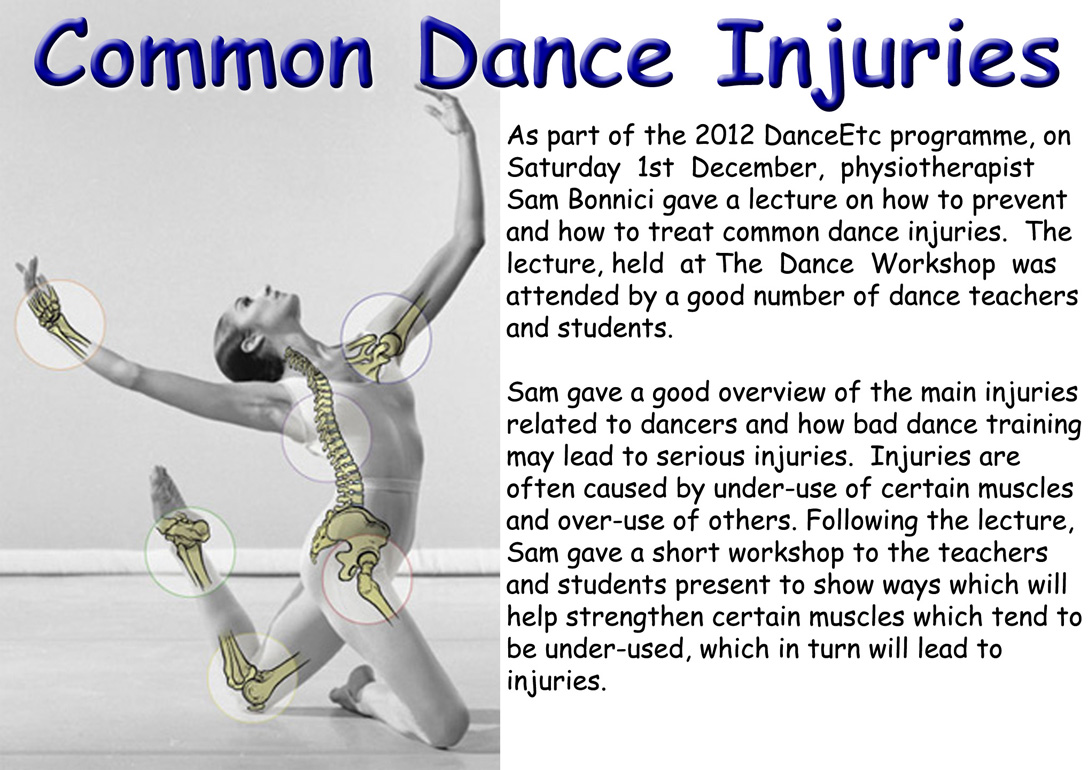 Common Dance Injuries
As part of the 2012 DanceEtc programme, on
Saturday 1st December, physiotherapist
Sam Bonnici gave a lecture on how to prevent
and how to treat common dance injuries. The
lecture, held at The Dance Workshop was
attended by a good number of dance teachers
and students.
Sam gave a good overview of the main injuries
related to dancers and how bad dance training
may lead to serious injuries. Injuries are
often caused by under-use of certain muscles
and over-use of others. Following the lecture,
Sam gave a short workshop to the teachers
and students present to show ways which will
help strengthen certain muscles which tend to
be under-used, which in turn will lead to
injuries.